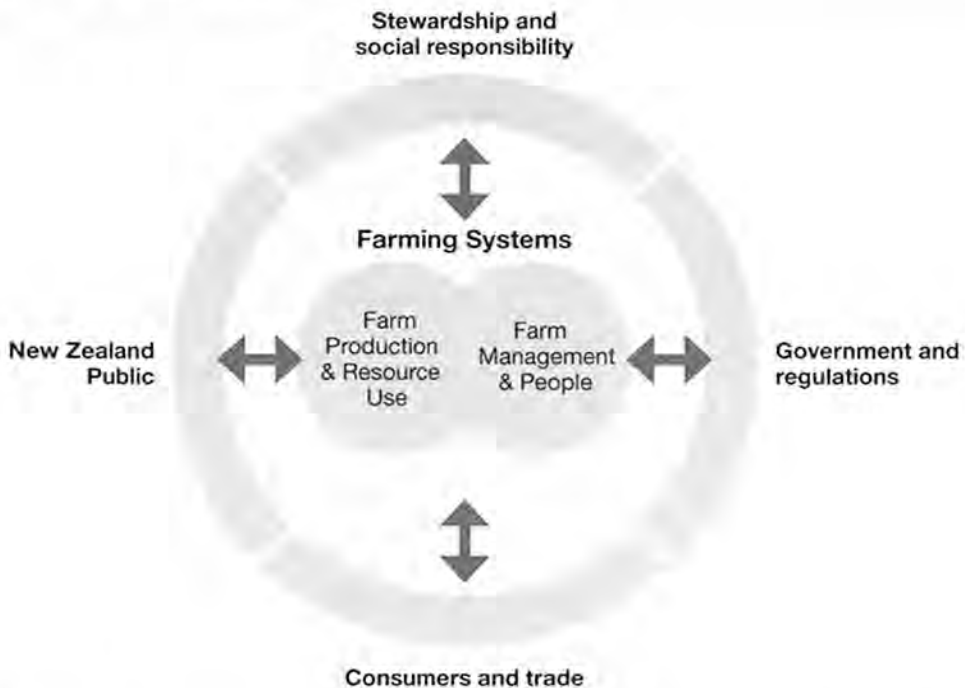 Stewardship and
social responsibility
Farming Systems
New Zealand
Public
Farm
Production
& Resource
Use
Farm
Management
& People
Government and
regulations
Consumers and trade